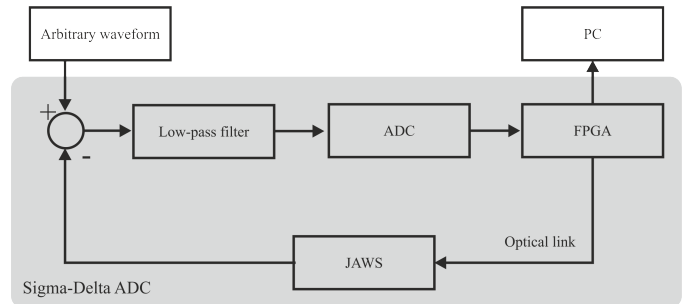 Arbitrary waveform
PC
+
-
Low-pass filter
ADC
FPGA
Optical link
JAWS
Sigma-Delta ADC